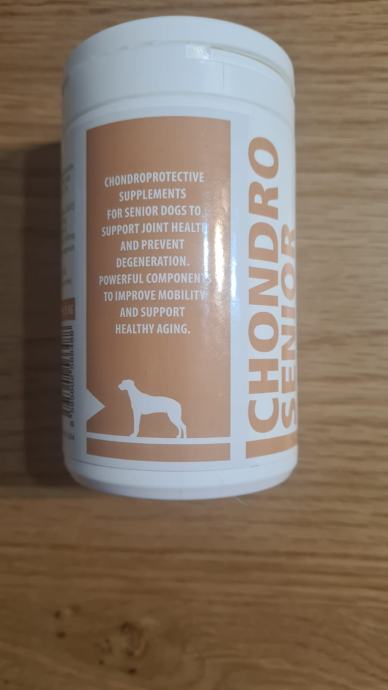 CHONDROPROTECTIVE
SUPPLEMENTS
FOR SENIOR DOGS TO
SUPPORT JOINT HEALTH
AND PREVENT
DEGENERATION.
POWERFUL COMPONENTS
TO IMPROVE MOBILITY
AND SUPPORT
HEALTHY AGING.
CHONDRO
SENIOR